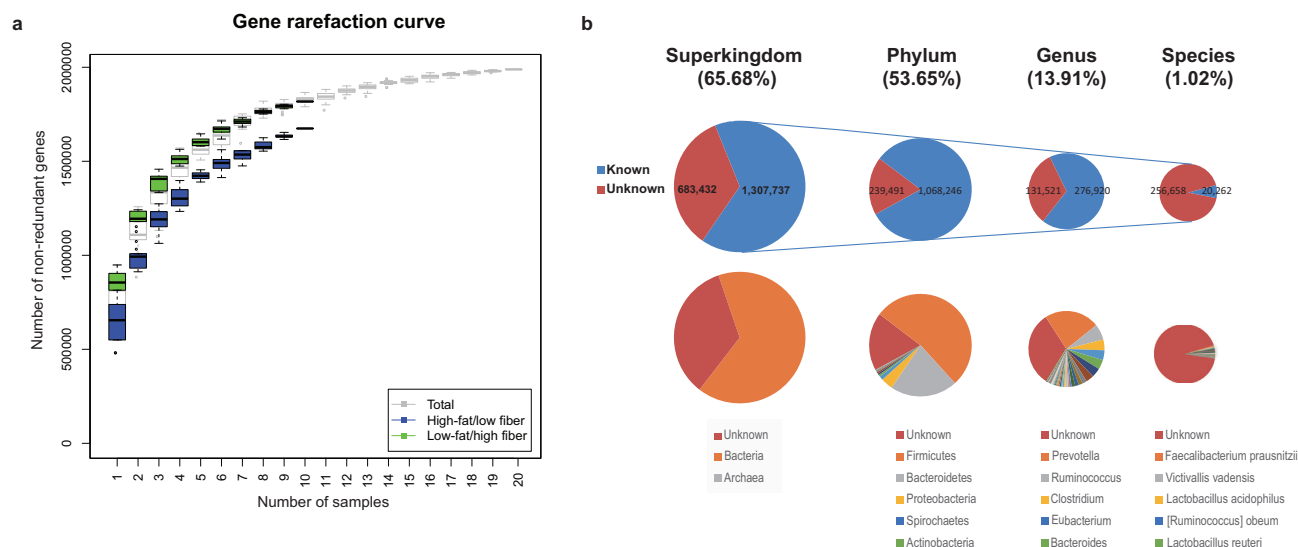 a
Gene rarefaction curve
Number of non-redundant genes
0
500000
1000000
1500000
2000000
Total
High-fat/low fiber
Low-fat/high fiber
1 2 3 4 5 6 7 8 9 10 11 12 13 14 15 16 17 18 19 20
Number of samples
b
Superkingdom
(65.68%)
Phylum
(53.65%)
Genus
(13.91%)
Species
(1.02%)
Known
Unknown
683,432
1,307,737
239,491
1,068,246
131,521
276,920
256,658
20,262
Unknown
Bacteria
Archaea
Unknown
Firmicutes
Bacteroidetes
Proteobacteria
Spirochaetes
Actinobacteria
Unknown
Prevotella
Ruminococcus
Clostridium
Eubacterium
Bacteroides
Unknown
Faecalibacterium prausnitzii
Victivallis vadensis
Lactobacillus acidophilus
[Ruminococcus] obeum
Lactobacillus reuteri